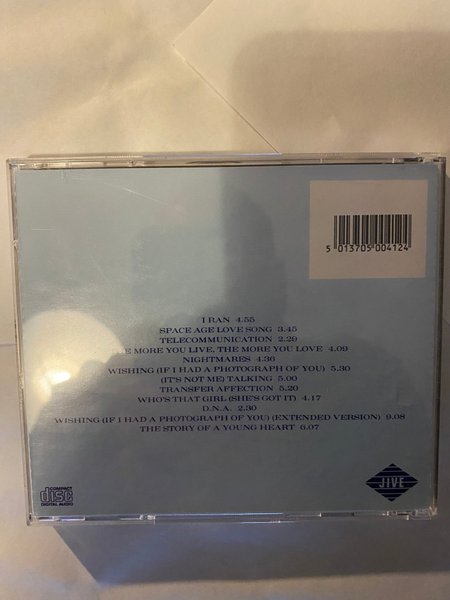 5 013705 004124
I RAN 4.55
SPACE AGE LOVE SONG 3.45
TELECOMMUNICATION 2.29
MORE YOU LIVE, THE MORE YOU LOVE 4.09
NIGHTMARES 4.36
WISHING (IF I HAD A PHOTOGRAPH OF YOU) 5.30
(IT'S NOT ME) TALKING 5.00
TRANSFER AFFECTION 5.20
WHO'S THAT GIRL (SHE'S GOT IT) 4.17
D.N.A. 2.30
WISHING (IF I HAD A PHOTOGRAPH OF YOU) (EXTENDED VERSION) 9.08
THE STORY OF A YOUNG HEART 6.07
COMPACT
disc
DIGITAL AUDIO
JIVE